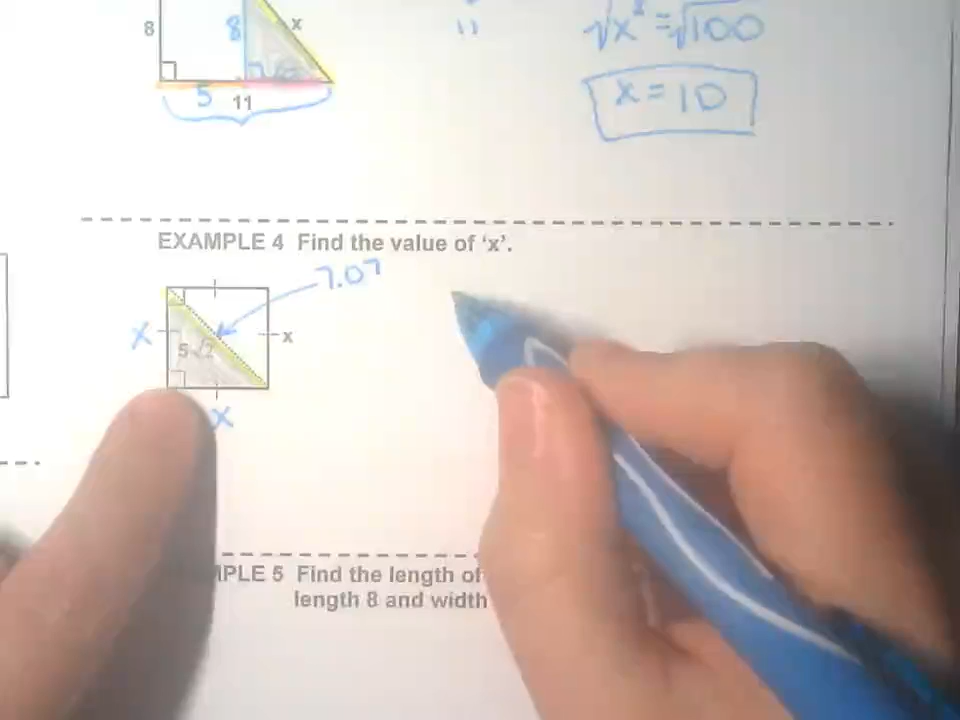 8 8 x
√x² = √100
5 11
x = 10
EXAMPLE 4 Find the value of 'x'.
7.07
x 5√2 x
x
MPLE 5 Find the length of
length 8 and width